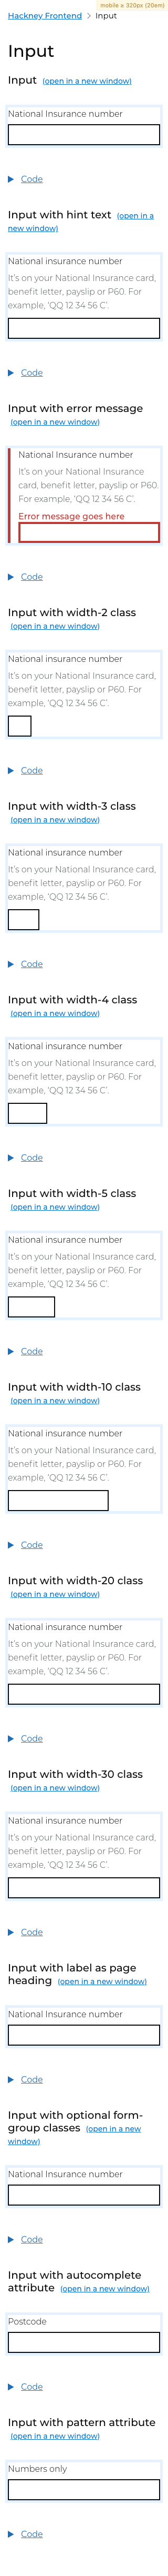 mobile ≥ 320px (20em)
Hackney Frontend > Input
Input
Input (open in a new window)
National Insurance number
Code
Input with hint text (open in a
new window)
National insurance number
It's on your National Insurance card,
benefit letter, payslip or P60. For
example, 'QQ 12 34 56 C'.
Code
Input with error message
(open in a new window)
National Insurance number
It's on your National Insurance
card, benefit letter, payslip or P60.
For example, 'QQ 12 34 56 C'.
Error message goes here
Code
Input with width-2 class
(open in a new window)
National insurance number
It's on your National Insurance card,
benefit letter, payslip or P60. For
example, 'QQ 12 34 56 C'.
Code
Input with width-3 class
(open in a new window)
National insurance number
It's on your National Insurance card,
benefit letter, payslip or P60. For
example, 'QQ 12 34 56 C'.
Code
Input with width-4 class
(open in a new window)
National insurance number
It's on your National Insurance card,
benefit letter, payslip or P60. For
example, 'QQ 12 34 56 C'.
Code
Input with width-5 class
(open in a new window)
National insurance number
It's on your National Insurance card,
benefit letter, payslip or P60. For
example, 'QQ 12 34 56 C'.
Code
Input with width-10 class
(open in a new window)
National insurance number
It's on your National Insurance card,
benefit letter, payslip or P60. For
example, 'QQ 12 34 56 C'.
Code
Input with width-20 class
(open in a new window)
National insurance number
It's on your National Insurance card,
benefit letter, payslip or P60. For
example, 'QQ 12 34 56 C'.
Code
Input with width-30 class
(open in a new window)
National insurance number
It's on your National Insurance card,
benefit letter, payslip or P60. For
example, 'QQ 12 34 56 C'.
Code
Input with label as page
heading (open in a new window)
National Insurance number
Code
Input with optional form-
group classes (open in a new
window)
National Insurance number
Code
Input with autocomplete
attribute (open in a new window)
Postcode
Code
Input with pattern attribute
(open in a new window)
Numbers only
Code